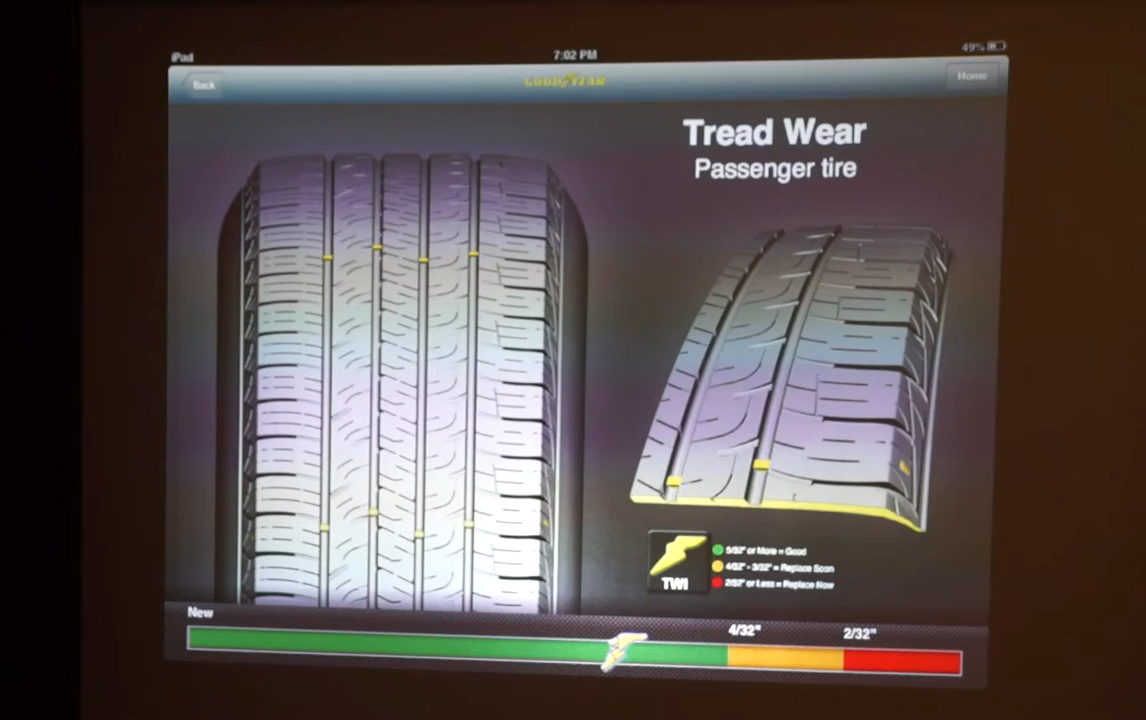 iPad 7:02 PM 49%
Back GOODYEAR Home
Tread Wear
Passenger tire
TWI
5/32" or More = Good
4/32" - 3/32" = Replace Soon
2/32" or Less = Replace Now
New
4/32"
2/32"